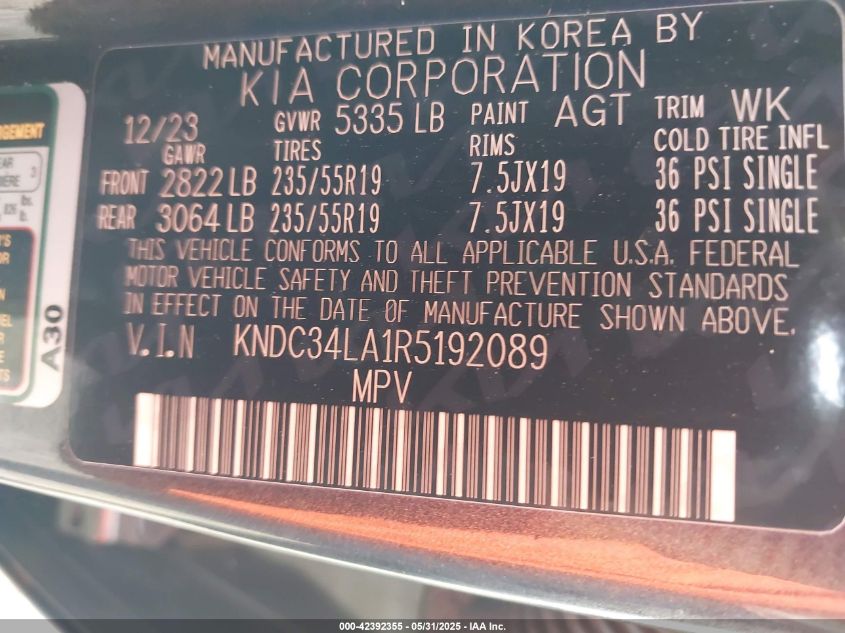 MANUFACTURED IN KOREA BY
KIA CORPORATION
12/23 GVWR 5335 LB PAINT AGT TRIM WK
GAWR TIRES RIMS COLD TIRE INFL
FRONT 2822 LB 235/55R19 7.5JX19 36 PSI SINGLE
REAR 3064 LB 235/55R19 7.5JX19 36 PSI SINGLE
THIS VEHICLE CONFORMS TO ALL APPLICABLE U.S.A. FEDERAL
MOTOR VEHICLE SAFETY AND THEFT PREVENTION STANDARDS
IN EFFECT ON THE DATE OF MANUFACTURE SHOWN ABOVE.
V.I.N KNDC34LA1R5192089
MPV
A30
000-42392355 - 05/31/2025 - IAA Inc.